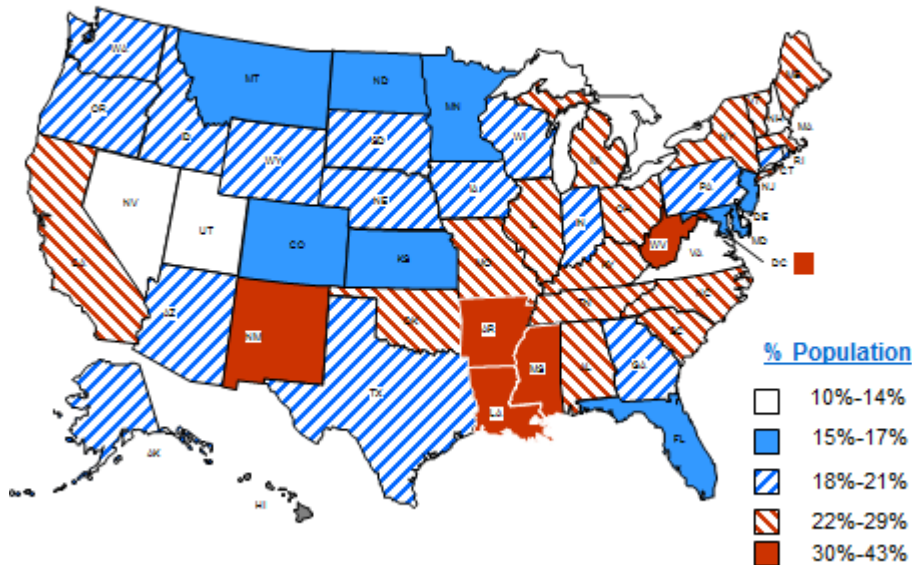 WA
MT
ND
MN
ME
OR
ID
SD
WI
MI
NY
NH
MA
WY
RI
CT
IA
PA
NJ
NE
OH
DE
NV
UT
IL
IN
MD
CO
KS
WV
VA
DC
CA
MO
KY
NC
TN
AZ
OK
SC
NM
AR
MS
AL
GA
TX
LA
FL
AK
HI
% Population
10%-14%
15%-17%
18%-21%
22%-29%
30%-43%